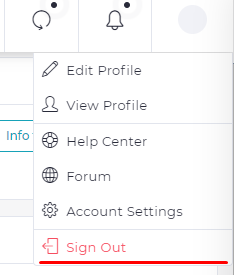 Edit Profile
View Profile
Info
Help Center
Forum
Account Settings
Sign Out